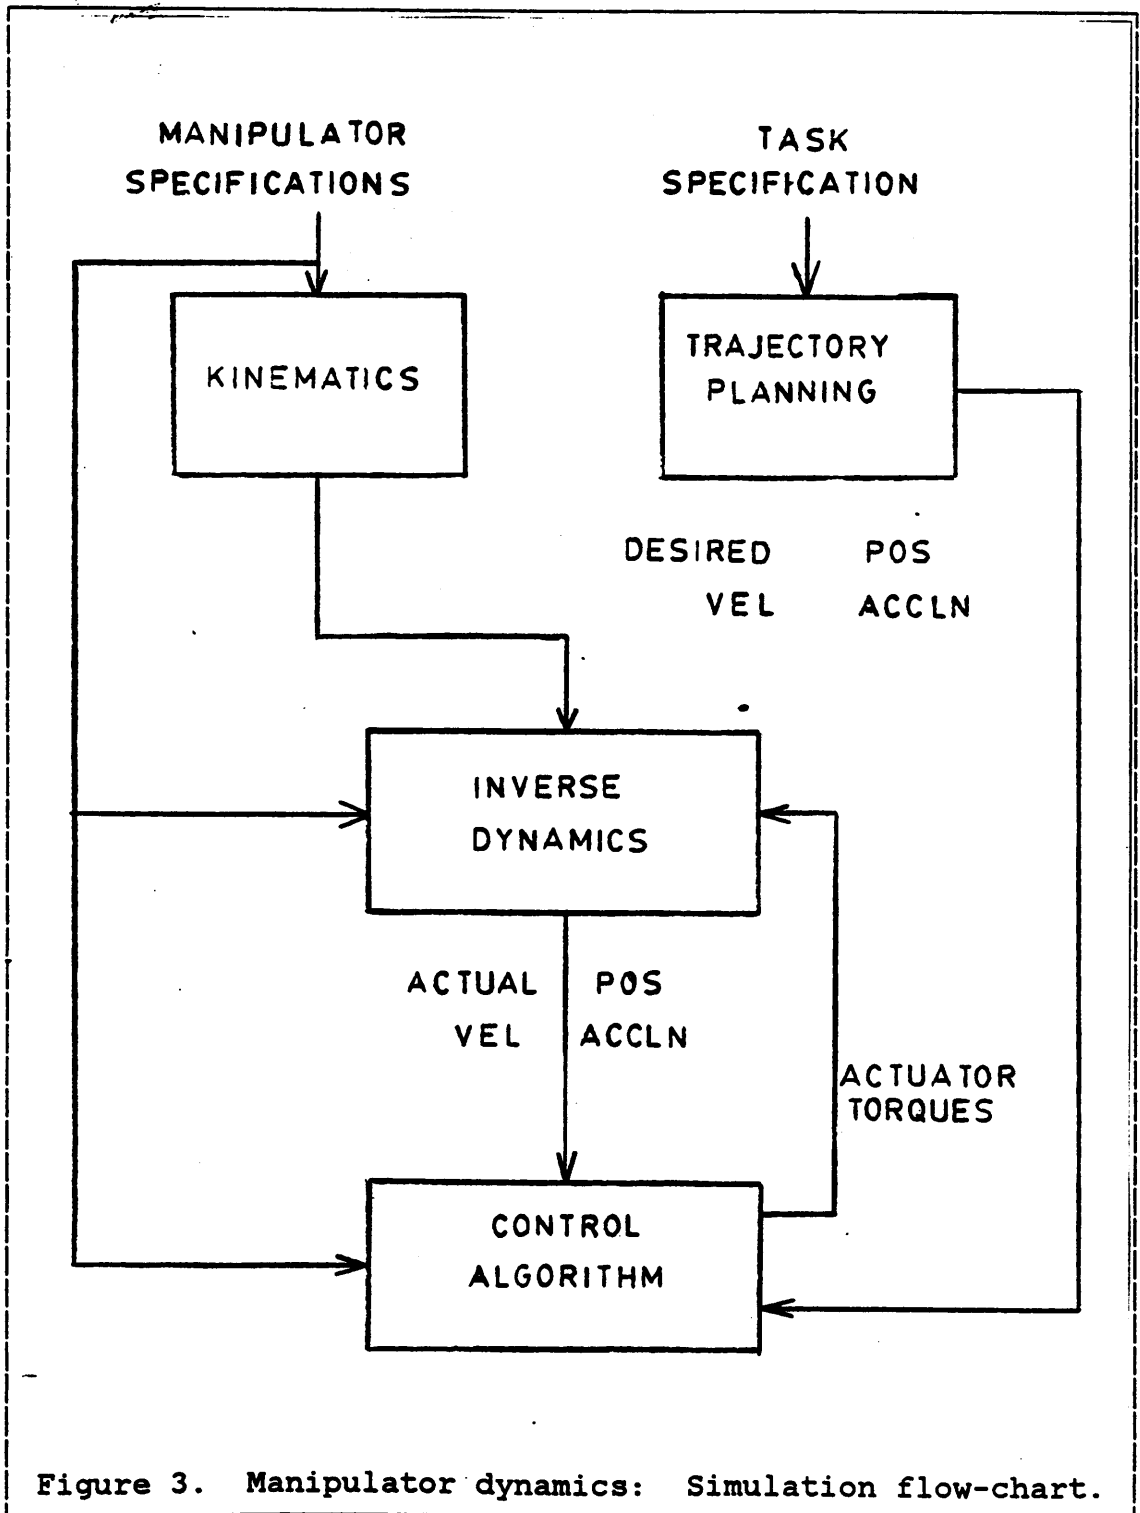 MANIPULATOR
SPECIFICATIONS
TASK
SPECIFICATION
KINEMATICS
TRAJECTORY
PLANNING
DESIRED POS
VEL ACCLN
INVERSE
DYNAMICS
ACTUAL POS
VEL ACCLN
ACTUATOR
TORQUES
CONTROL
ALGORITHM
Figure 3. Manipulator dynamics: Simulation flow-chart.